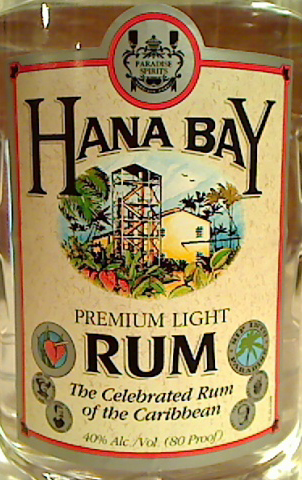 PARADISE
SPIRITS
HANA BAY
PREMIUM LIGHT
RUM
The Celebrated Rum
of the Caribbean
40% Alc./Vol. (80 Proof)